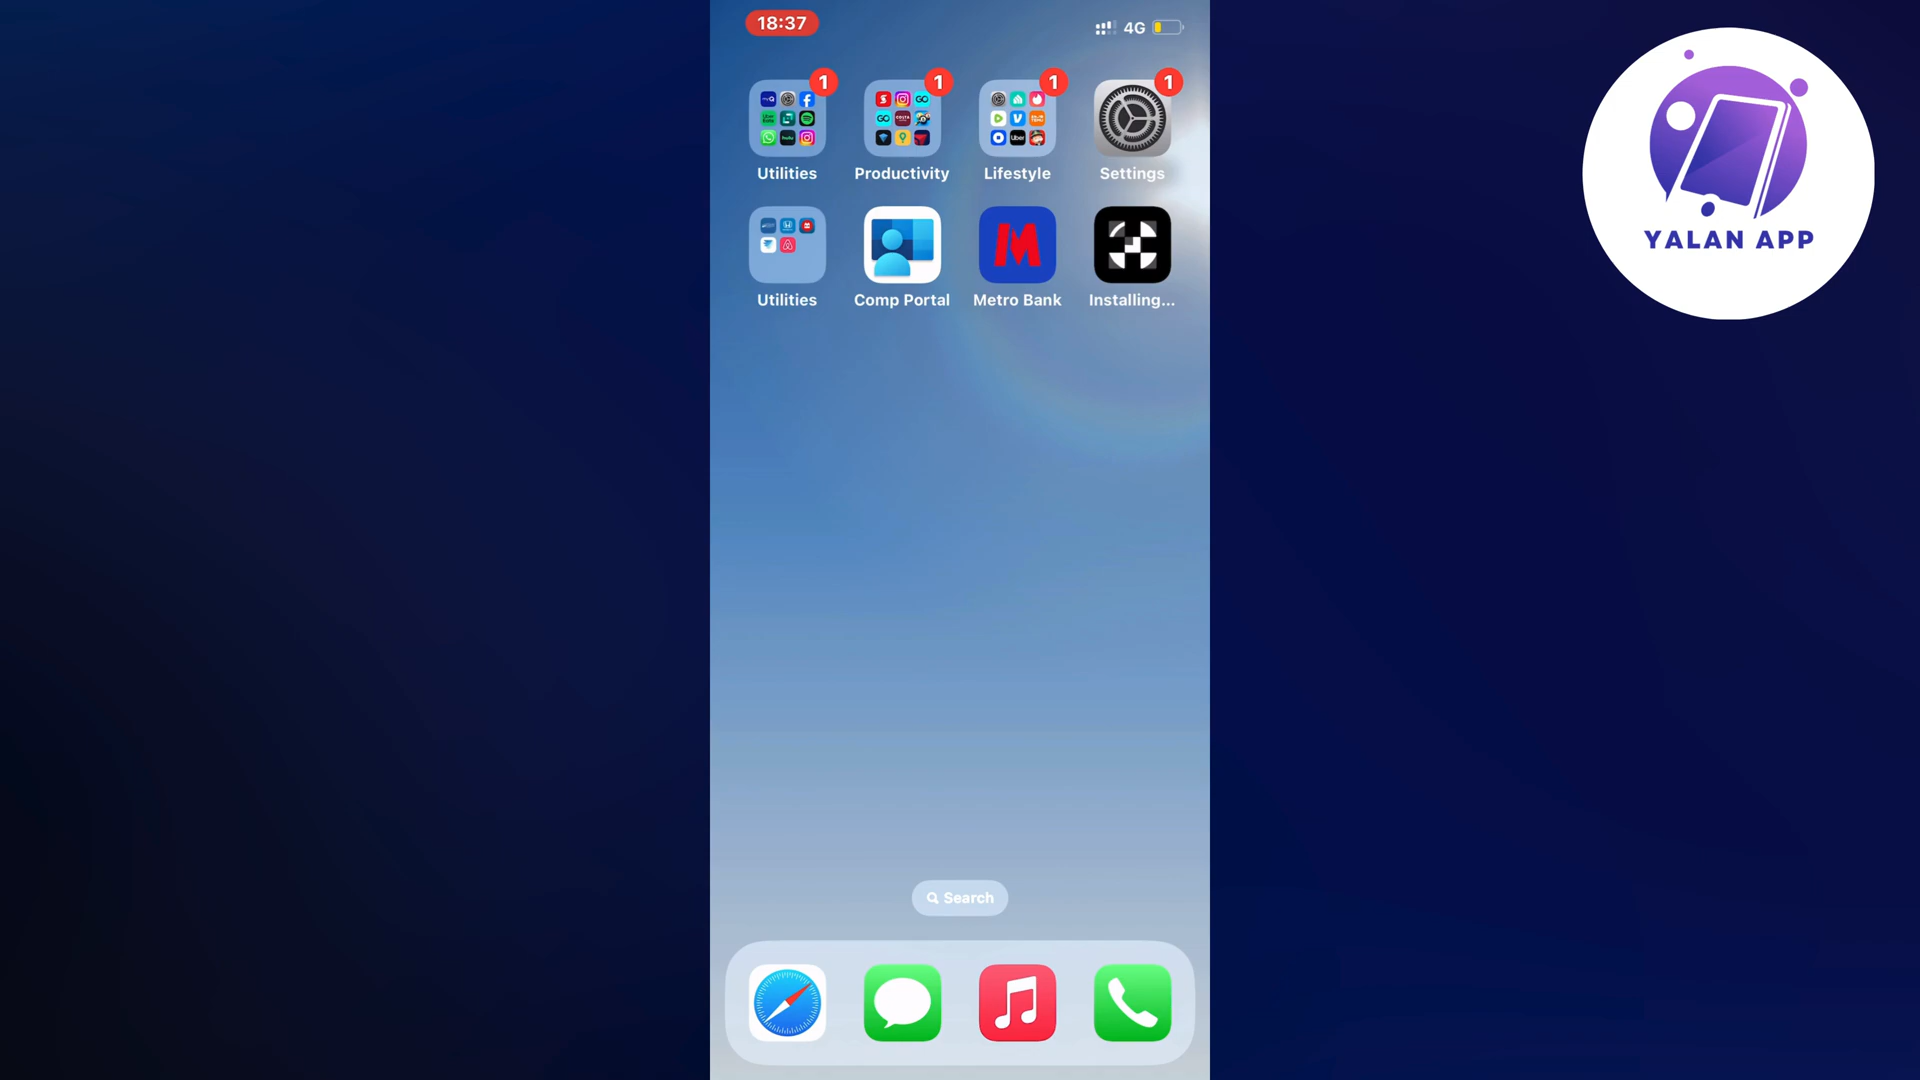 18:37
4G
1
1
1
1
Utilities
Productivity
Lifestyle
Settings
Utilities
Comp Portal
Metro Bank
Installing...
Search
YALAN APP